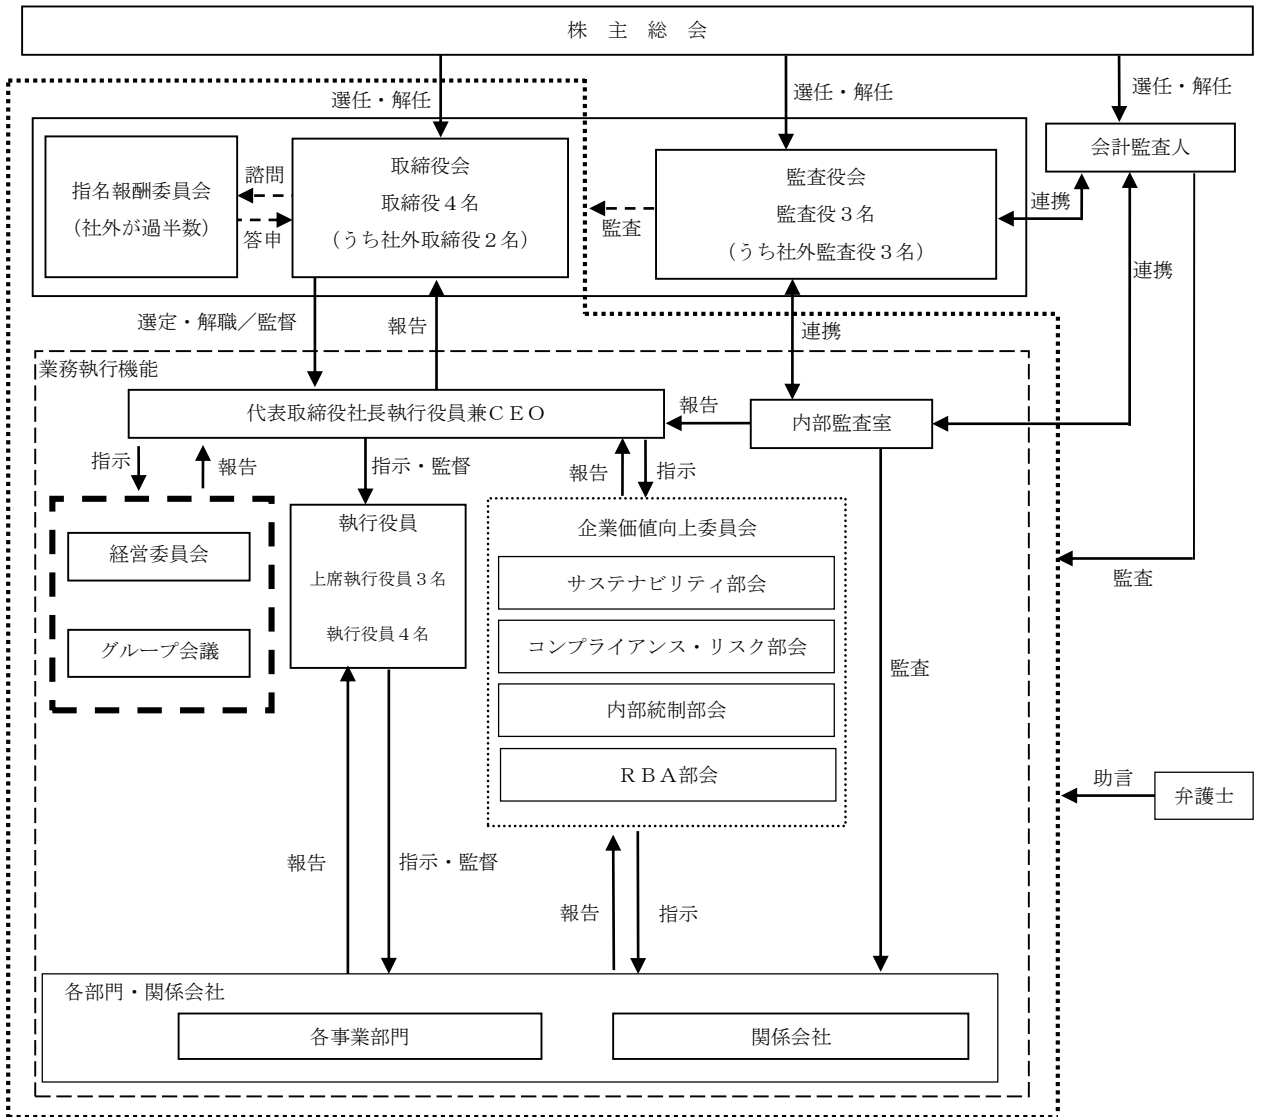 株 主 総 会
選任・解任
選任・解任
選任・解任
会計監査人
指名報酬委員会
(社外が過半数)
諮問
答申
取締役会
取締役４名
(うち社外取締役２名)
監査
監査役会
監査役３名
(うち社外監査役３名)
連携
連携
選定・解職／監督
報告
連携
業務執行機能
代表取締役社長執行役員兼ＣＥＯ
報告
内部監査室
指示
報告
指示・監督
報告
指示
経営委員会
グループ会議
執行役員
上席執行役員３名
執行役員４名
企業価値向上委員会
サステナビリティ部会
コンプライアンス・リスク部会
内部統制部会
ＲＢＡ部会
監査
監査
助言
弁護士
報告
指示・監督
報告
指示
各部門・関係会社
各事業部門
関係会社